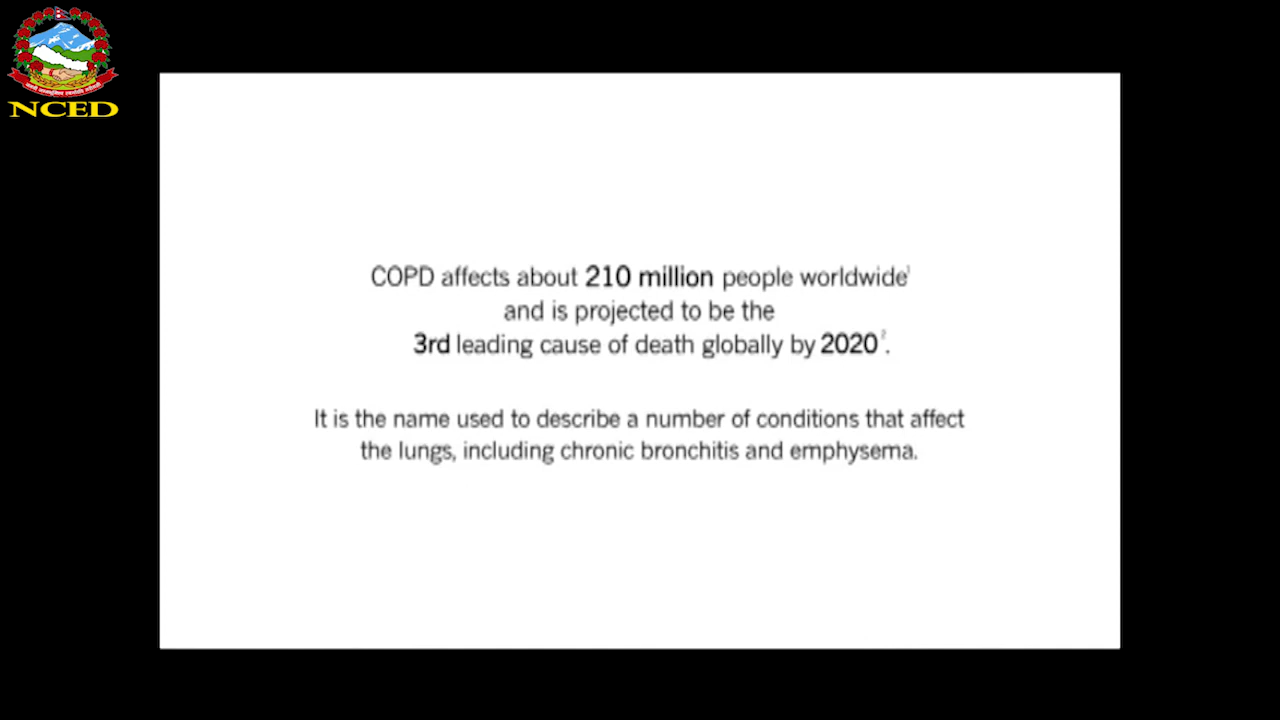 NCED
COPD affects about 210 million people worldwide¹
and is projected to be the
3rd leading cause of death globally by 2020².
It is the name used to describe a number of conditions that affect
the lungs, including chronic bronchitis and emphysema.